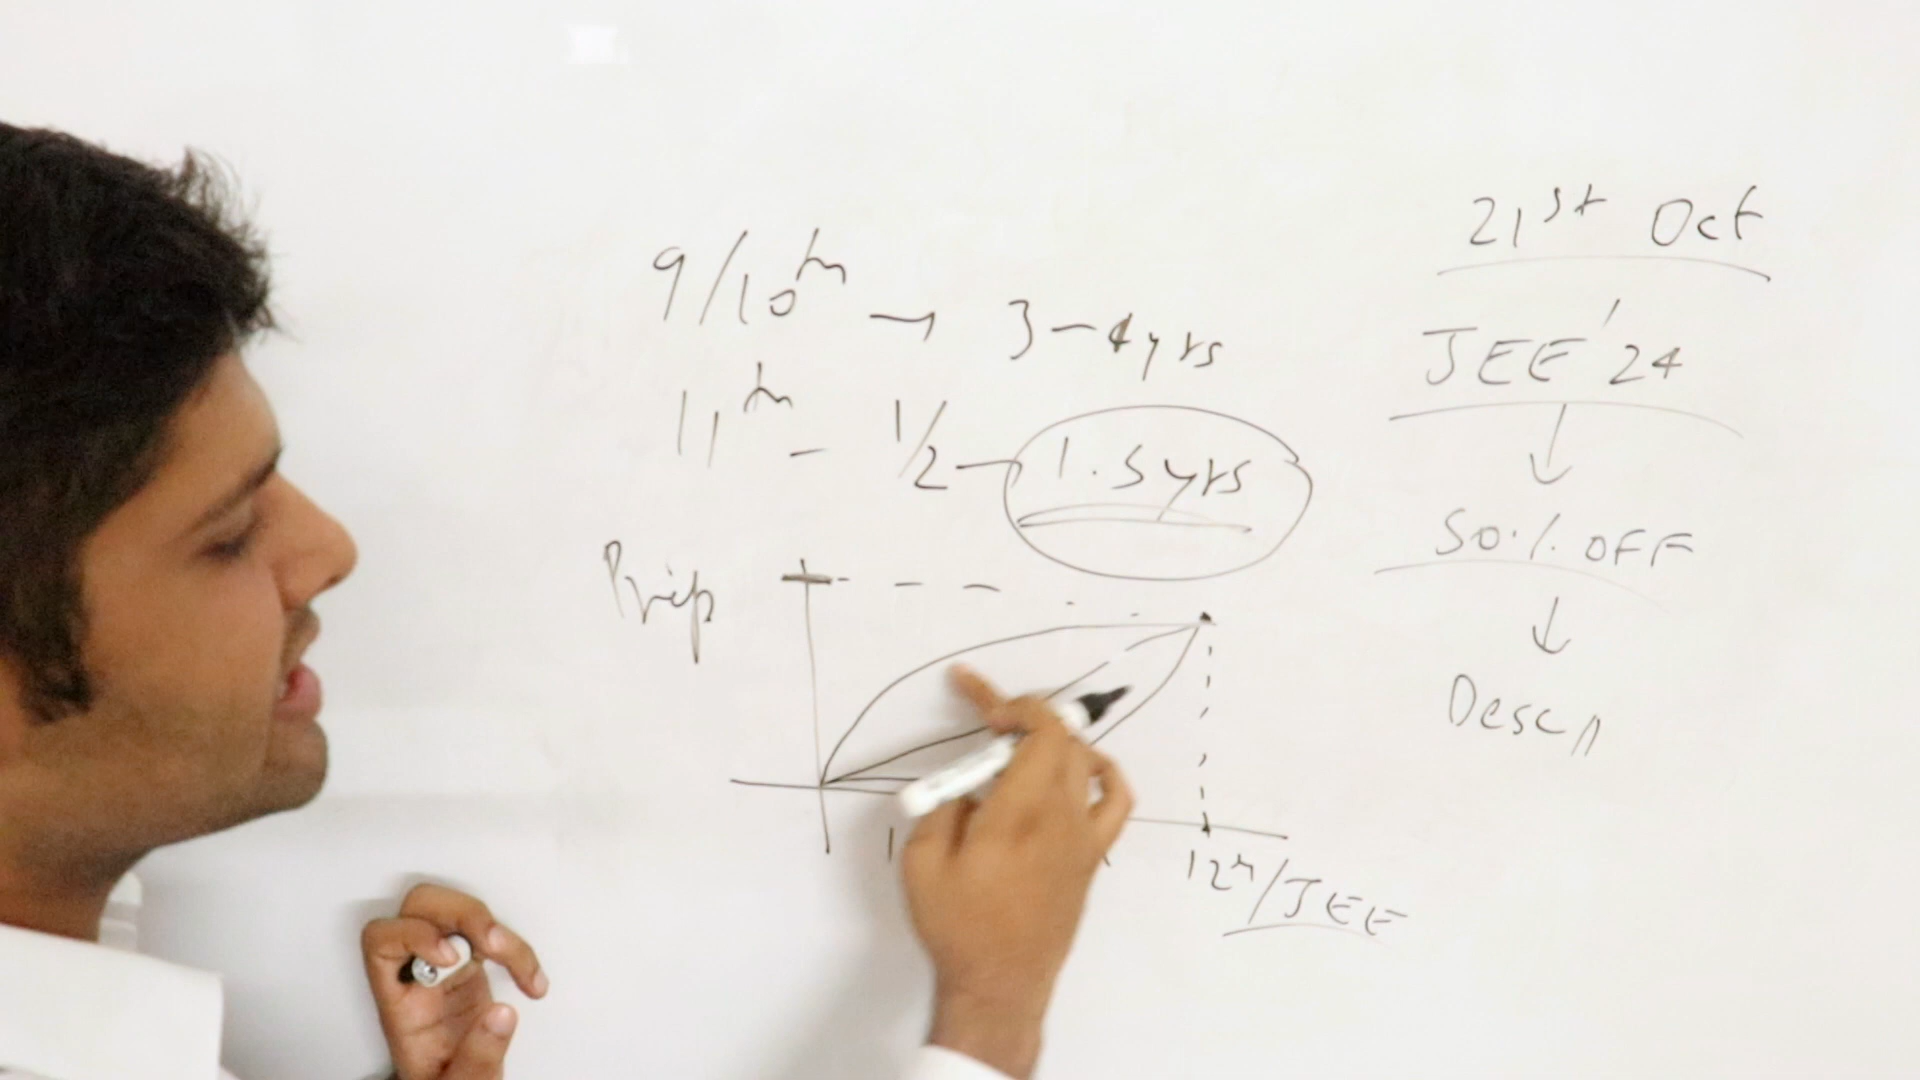 9/10th → 3-4yrs
11th - 1/2 - 1.5yrs
Prep
12th/JEE
21st Oct
JEE'24
↓
50% OFF
↓
Descn